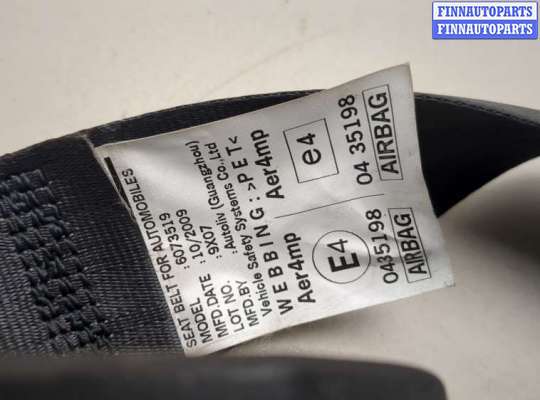 FINNAUTOPARTS
FINNAUTOPARTS
SEAT BELT FOR AUTOMOBILES
MODEL : 6073519
MFD.DATE : 10/2009
LOT NO. : 9X07
MFD.BY : Autoliv (Guangzhou)
Vehicle Safety Systems Co.,Ltd
WEBBING : >PET<
Aer4mp Aer4mp
E4 e4
0435198 04 35198
AIRBAG AIRBAG